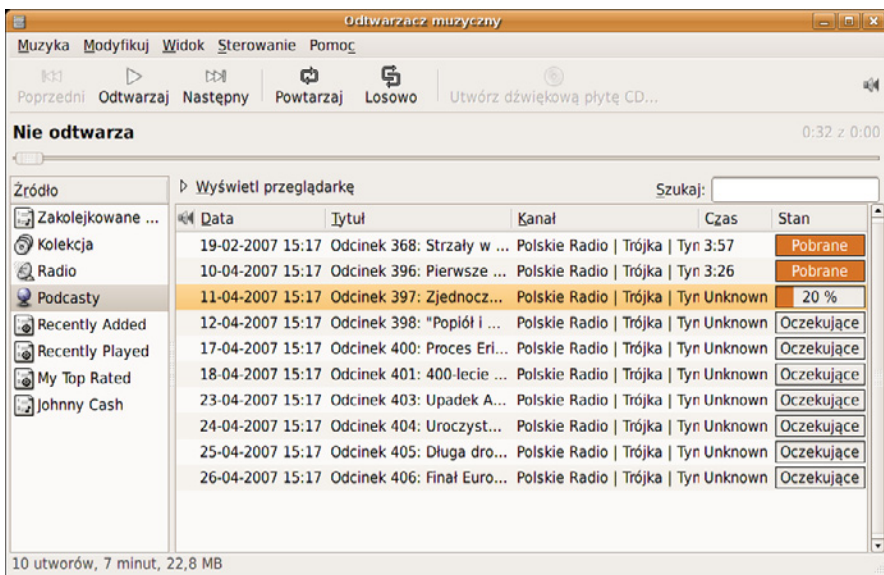 Odtwarzacz muzyczny
Muzyka Modyfikuj Widok Sterowanie Pomoc
Poprzedni Odtwarzaj Następny Powtarzaj Losowo Utwórz dźwiękową płytę CD...
Nie odtwarza 0:32 z 0:00
Źródło
Zakolejkowane ...
Kolekcja
Radio
Podcasty
Recently Added
Recently Played
My Top Rated
Johnny Cash
Wyświetl przeglądarkę Szukaj:
Data Tytuł Kanał Czas Stan
19-02-2007 15:17 Odcinek 368: Strzały w ... Polskie Radio | Trójka | Tyn 3:57 Pobrane
10-04-2007 15:17 Odcinek 396: Pierwsze ... Polskie Radio | Trójka | Tyn 3:26 Pobrane
11-04-2007 15:17 Odcinek 397: Zjednocz... Polskie Radio | Trójka | Tyn Unknown 20 %
12-04-2007 15:17 Odcinek 398: "Popiół i ... Polskie Radio | Trójka | Tyn Unknown Oczekujące
17-04-2007 15:17 Odcinek 400: Proces Eri... Polskie Radio | Trójka | Tyn Unknown Oczekujące
18-04-2007 15:17 Odcinek 401: 400-lecie ... Polskie Radio | Trójka | Tyn Unknown Oczekujące
23-04-2007 15:17 Odcinek 403: Upadek A... Polskie Radio | Trójka | Tyn Unknown Oczekujące
24-04-2007 15:17 Odcinek 404: Uroczyst... Polskie Radio | Trójka | Tyn Unknown Oczekujące
25-04-2007 15:17 Odcinek 405: Długa dro... Polskie Radio | Trójka | Tyn Unknown Oczekujące
26-04-2007 15:17 Odcinek 406: Finał Euro... Polskie Radio | Trójka | Tyn Unknown Oczekujące
10 utworów, 7 minut, 22,8 MB